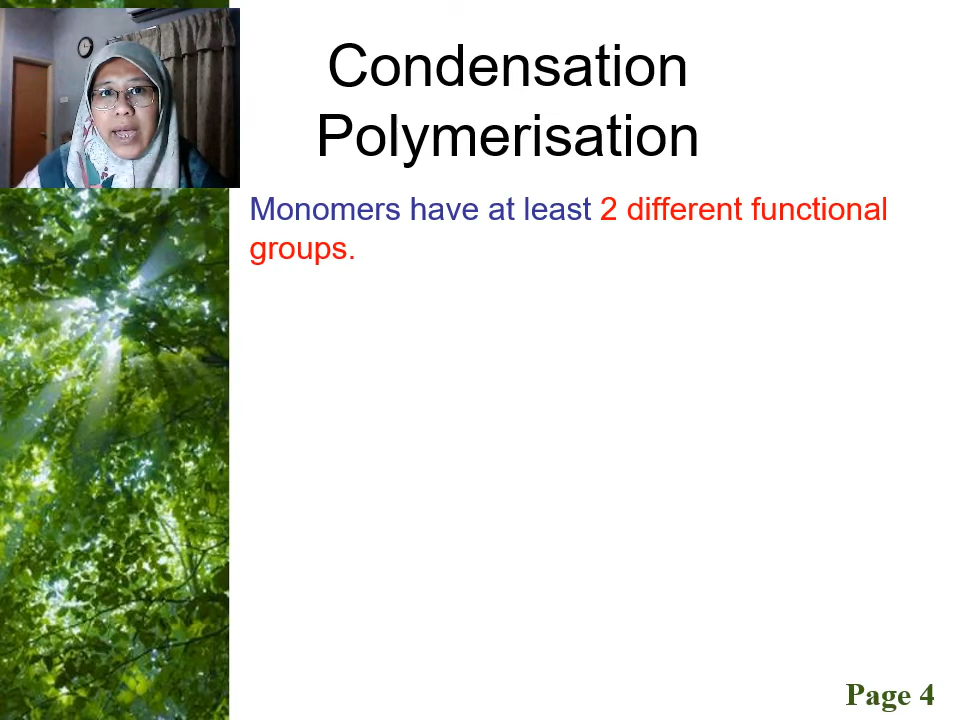 Condensation
Polymerisation
Monomers have at least 2 different functional
groups.
Page 4